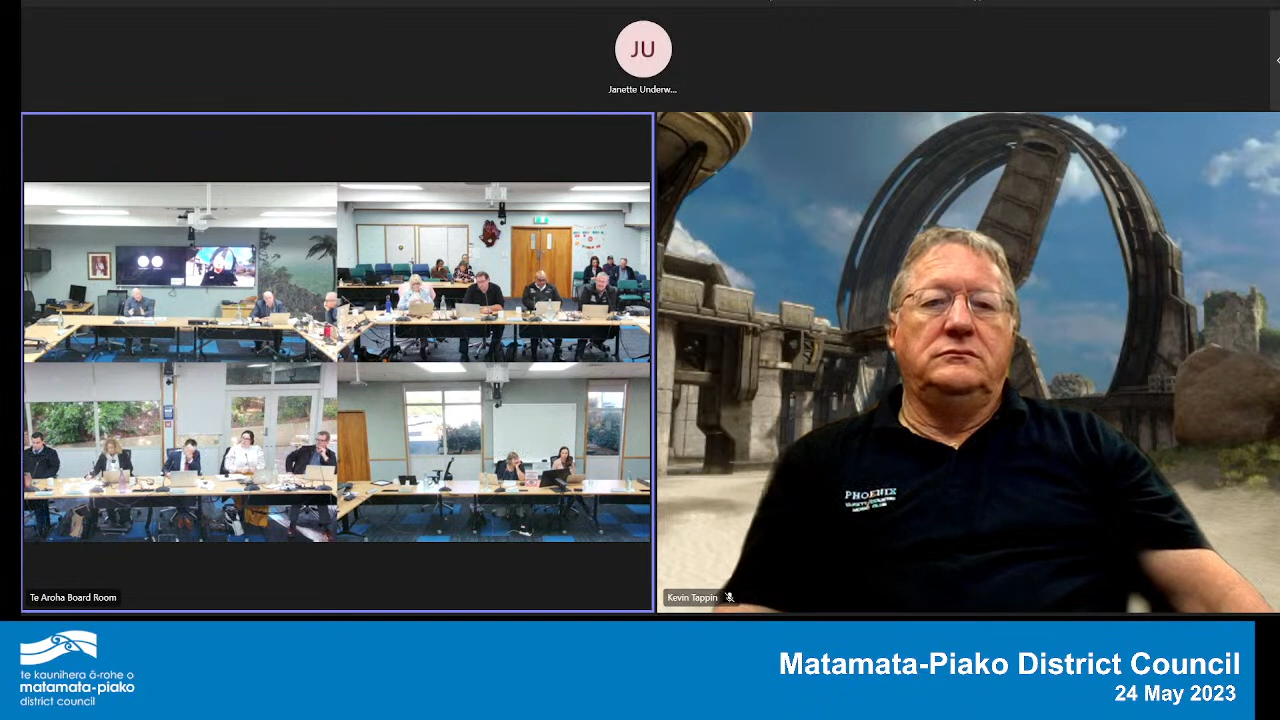 JU
Janette Underw...
PHOENIX
Te Aroha Board Room
Kevin Tappin
te kaunihera ā-rohe o
matamata-piako
district council
Matamata-Piako District Council
24 May 2023